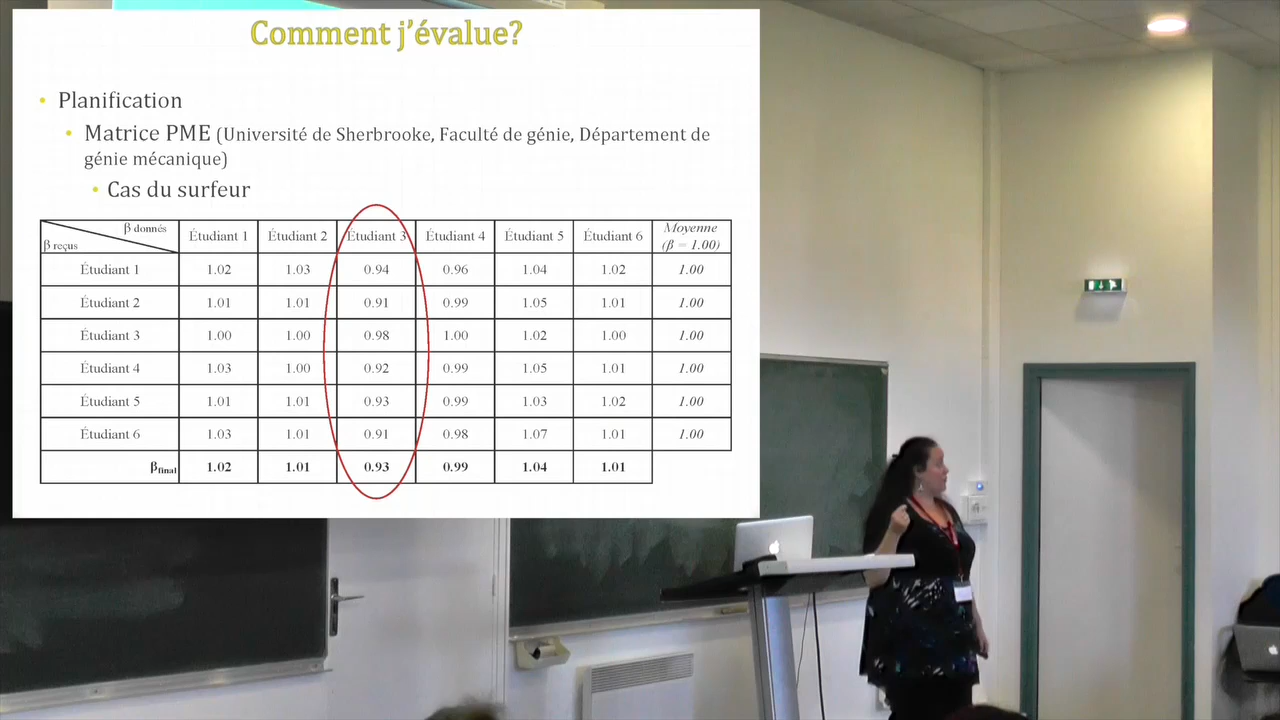 Comment j'évalue?
• Planification
• Matrice PME (Université de Sherbrooke, Faculté de génie, Département de
génie mécanique)
• Cas du surfeur
β donnés
β reçus
Étudiant 1 Étudiant 2 Étudiant 3 Étudiant 4 Étudiant 5 Étudiant 6 Moyenne
(β = 1.00)
Étudiant 1 1.02 1.03 0.94 0.96 1.04 1.02 1.00
Étudiant 2 1.01 1.01 0.91 0.99 1.05 1.01 1.00
Étudiant 3 1.00 1.00 0.98 1.00 1.02 1.00 1.00
Étudiant 4 1.03 1.00 0.92 0.99 1.05 1.01 1.00
Étudiant 5 1.01 1.01 0.93 0.99 1.03 1.02 1.00
Étudiant 6 1.03 1.01 0.91 0.98 1.07 1.01 1.00
βfinal 1.02 1.01 0.93 0.99 1.04 1.01